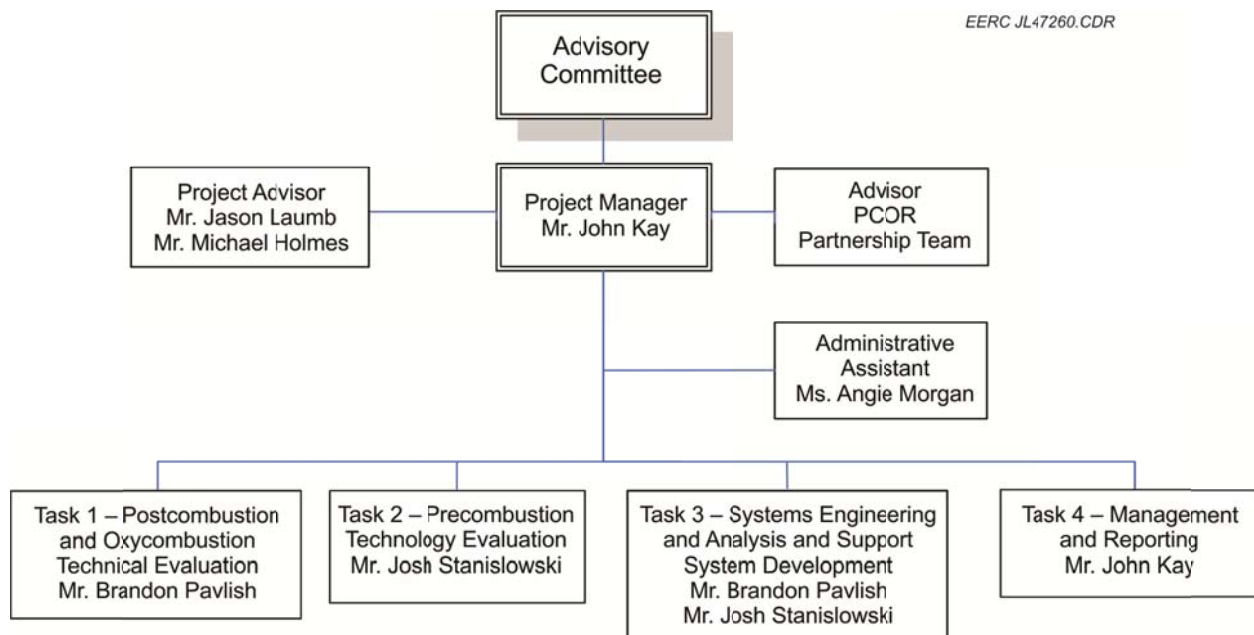 EERC JL47260.CDR
Advisory
Committee
Project Advisor
Mr. Jason Laumb
Mr. Michael Holmes
Project Manager
Mr. John Kay
Advisor
PCOR
Partnership Team
Administrative
Assistant
Ms. Angie Morgan
Task 1 – Postcombustion
and Oxycombustion
Technical Evaluation
Mr. Brandon Pavlish
Task 2 – Precombustion
Technology Evaluation
Mr. Josh Stanislowski
Task 3 – Systems Engineering
and Analysis and Support
System Development
Mr. Brandon Pavlish
Mr. Josh Stanislowski
Task 4 – Management
and Reporting
Mr. John Kay